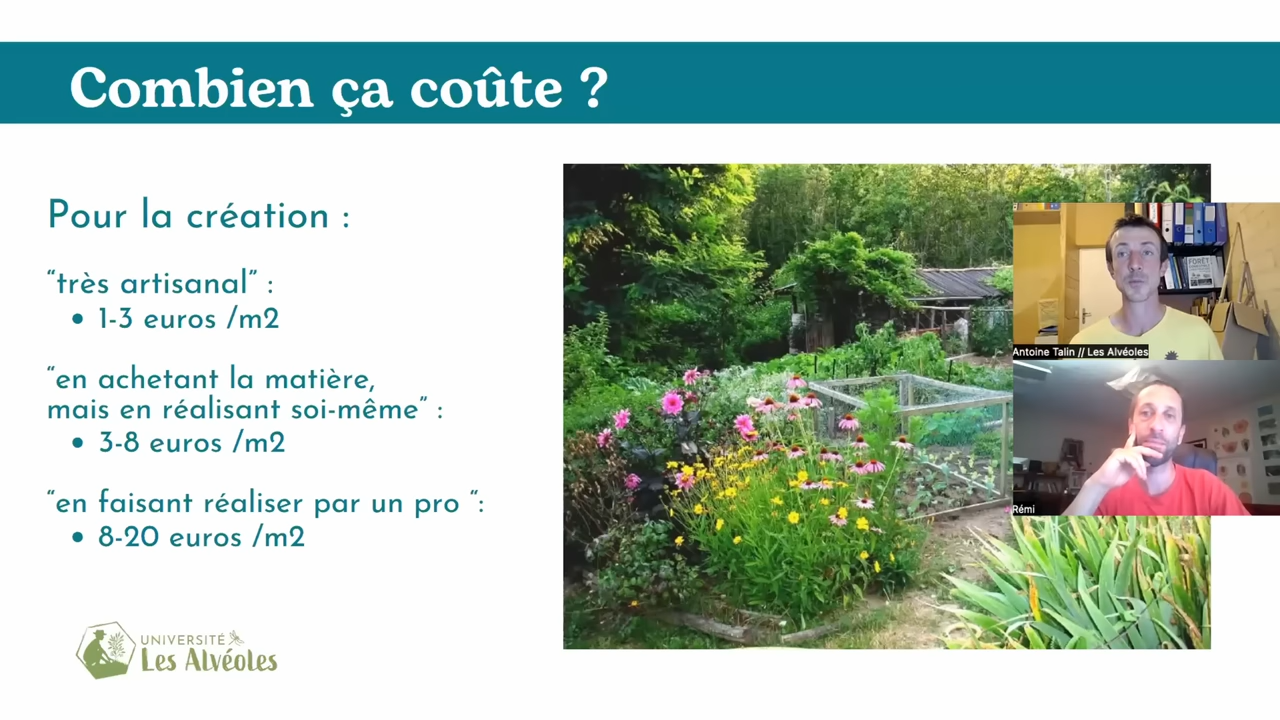 Combien ça coûte ?
Pour la création :
“très artisanal” :
• 1-3 euros /m2
“en achetant la matière,
mais en réalisant soi-même” :
• 3-8 euros /m2
“en faisant réaliser par un pro “:
• 8-20 euros /m2
UNIVERSITÉ
Les Alvéoles
FORÊT
Antoine Talin // Les Alvéoles
Rémi